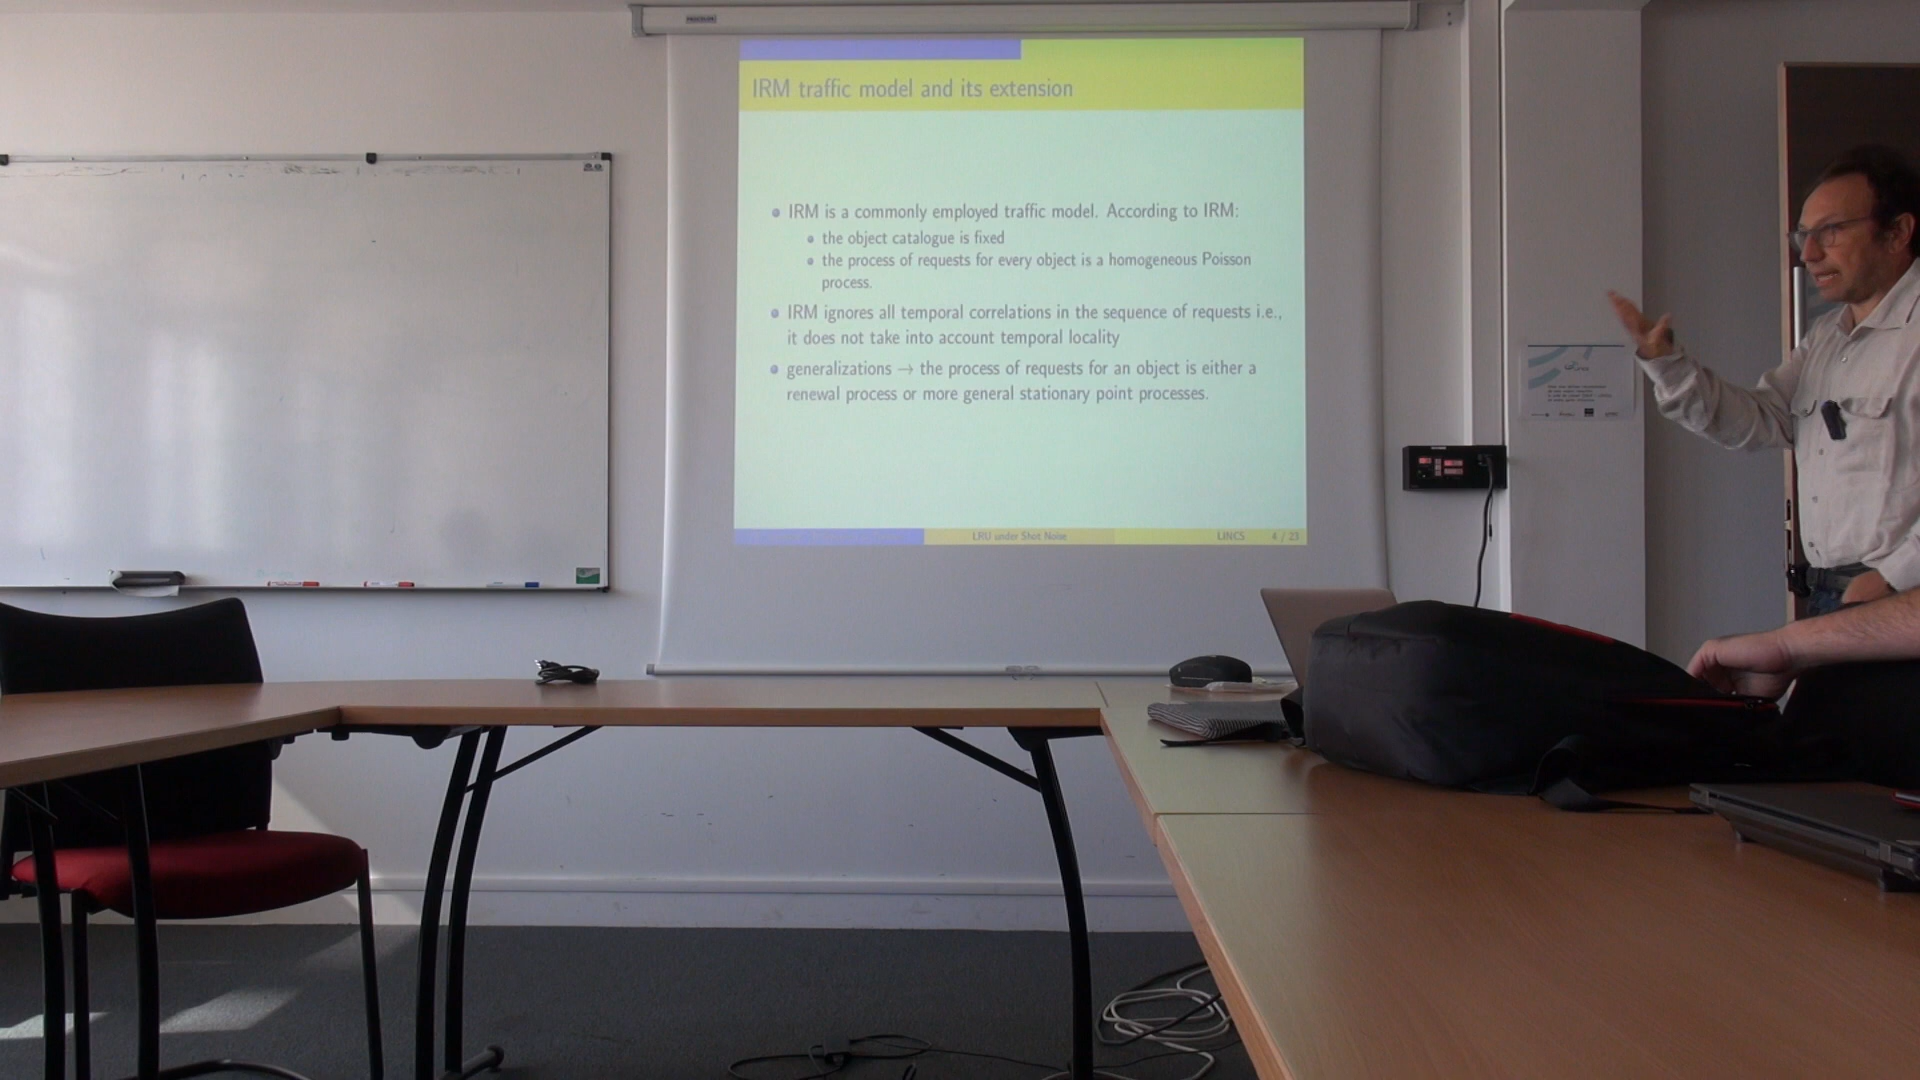 IRM traffic model and its extension
IRM is a commonly employed traffic model. According to IRM:
the object catalogue is fixed
the process of requests for every object is a homogeneous Poisson
process.
IRM ignores all temporal correlations in the sequence of requests i.e.,
it does not take into account temporal locality
generalizations → the process of requests for an object is either a
renewal process or more general stationary point processes.
LRU under Shot Noise
LINCS
4 / 23